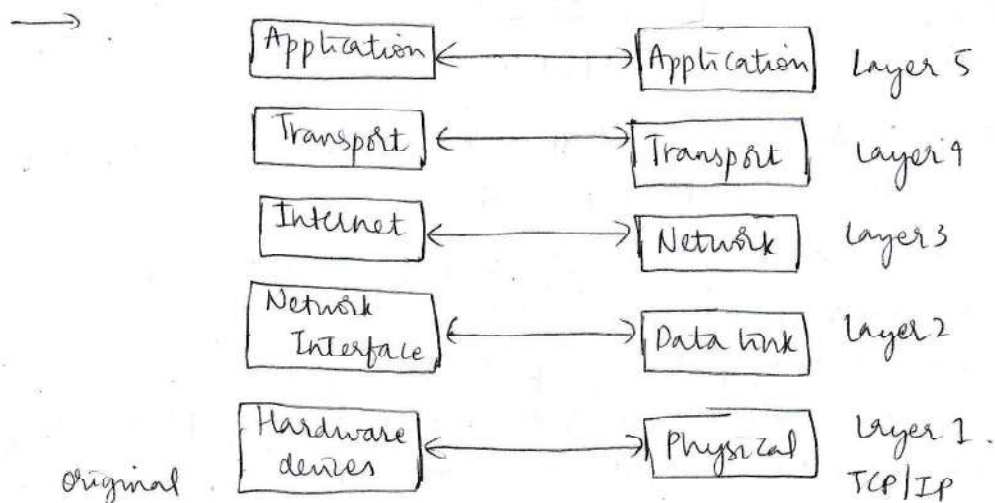 Application Application Layer 5
Transport Transport Layer 4
Internet Network Layer 3
Network
Interface Data link Layer 2
Hardware
devices Physical Layer 1.
original TCP/IP